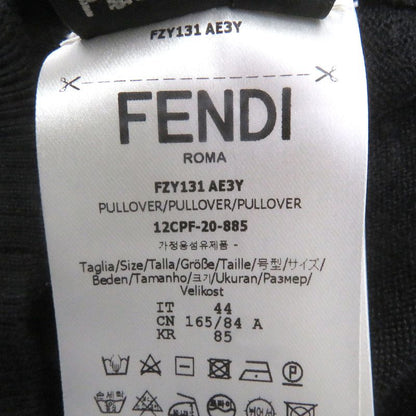 FZY131 AE3Y
FENDI
ROMA
FZY131 AE3Y
PULLOVER/PULLOVER/PULLOVER
12CPF-20-885
가정용섬유제품 -
Taglia/Size/Talla/Größe/Taille/号型/サイズ/
Beden/Tamanho/크기/Ukuran/Размер/
Velikost
IT 44
CN 165/84 A
KR 85